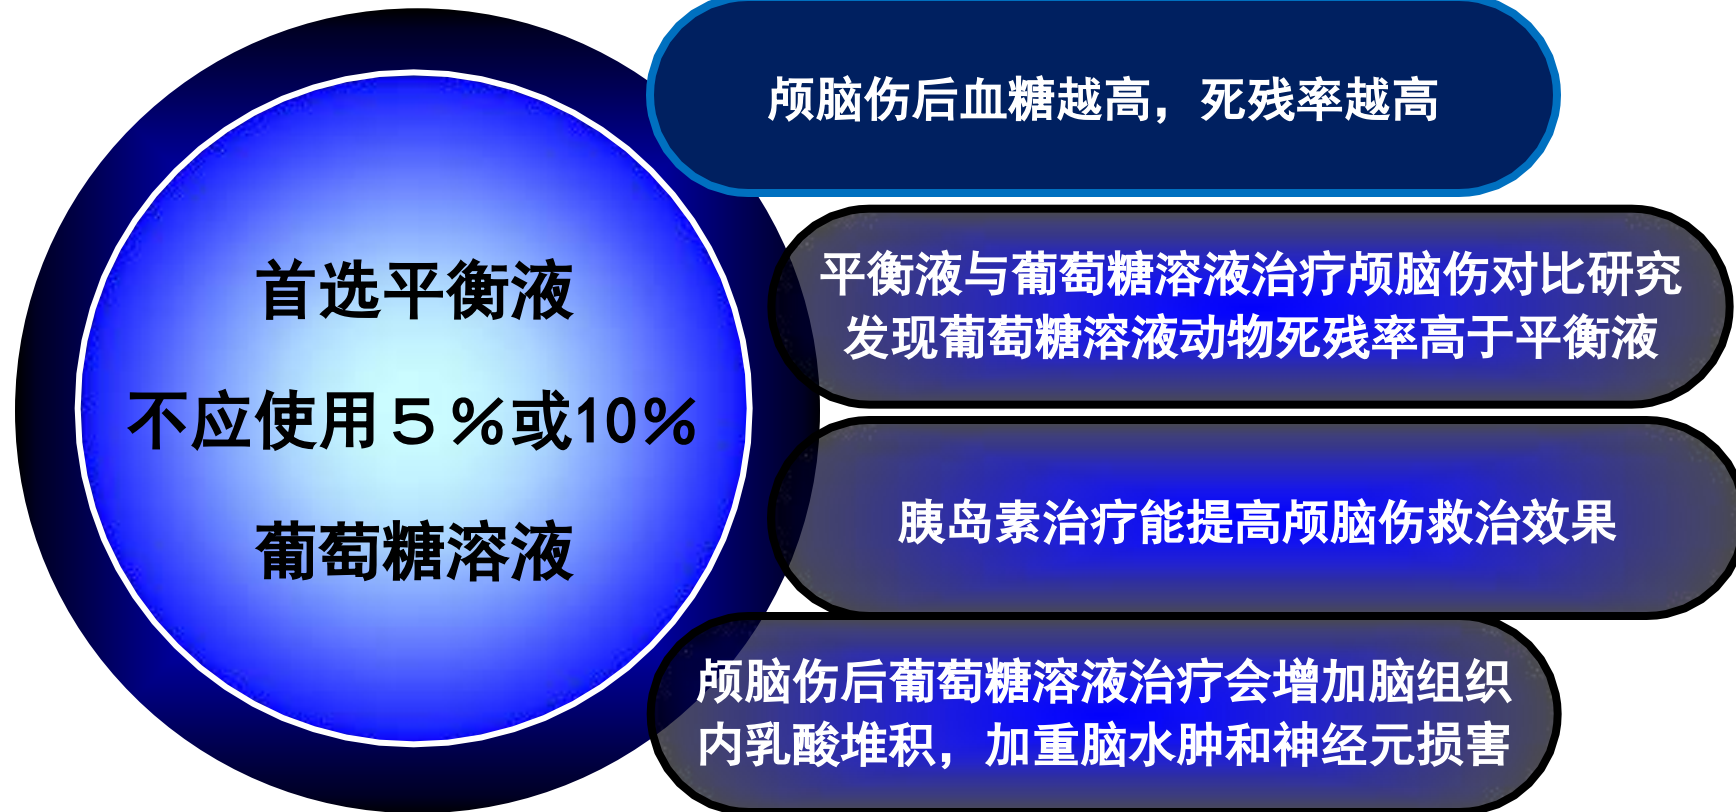 首选平衡液
不应使用５％或10％
葡萄糖溶液
颅脑伤后血糖越高，死残率越高
平衡液与葡萄糖溶液治疗颅脑伤对比研究
发现葡萄糖溶液动物死残率高于平衡液
胰岛素治疗能提高颅脑伤救治效果
颅脑伤后葡萄糖溶液治疗会增加脑组织
内乳酸堆积，加重脑水肿和神经元损害